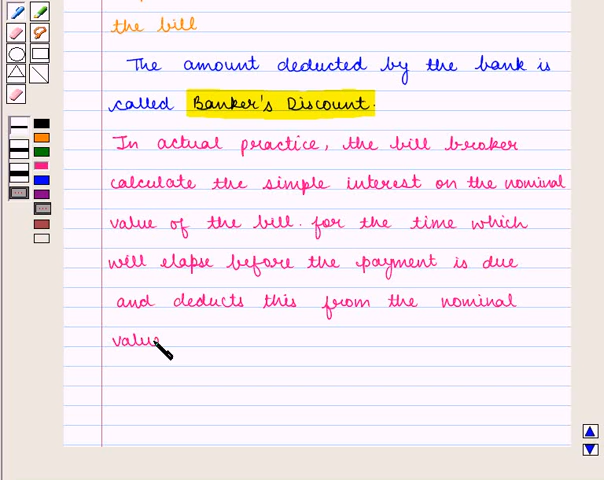 the bill
The amount deducted by the bank is
called Banker's Discount.
In actual practice, the bill broker
calculate the simple interest on the nominal
value of the bill. for the time which
will elapse before the payment is due
and deducts this from the nominal
value